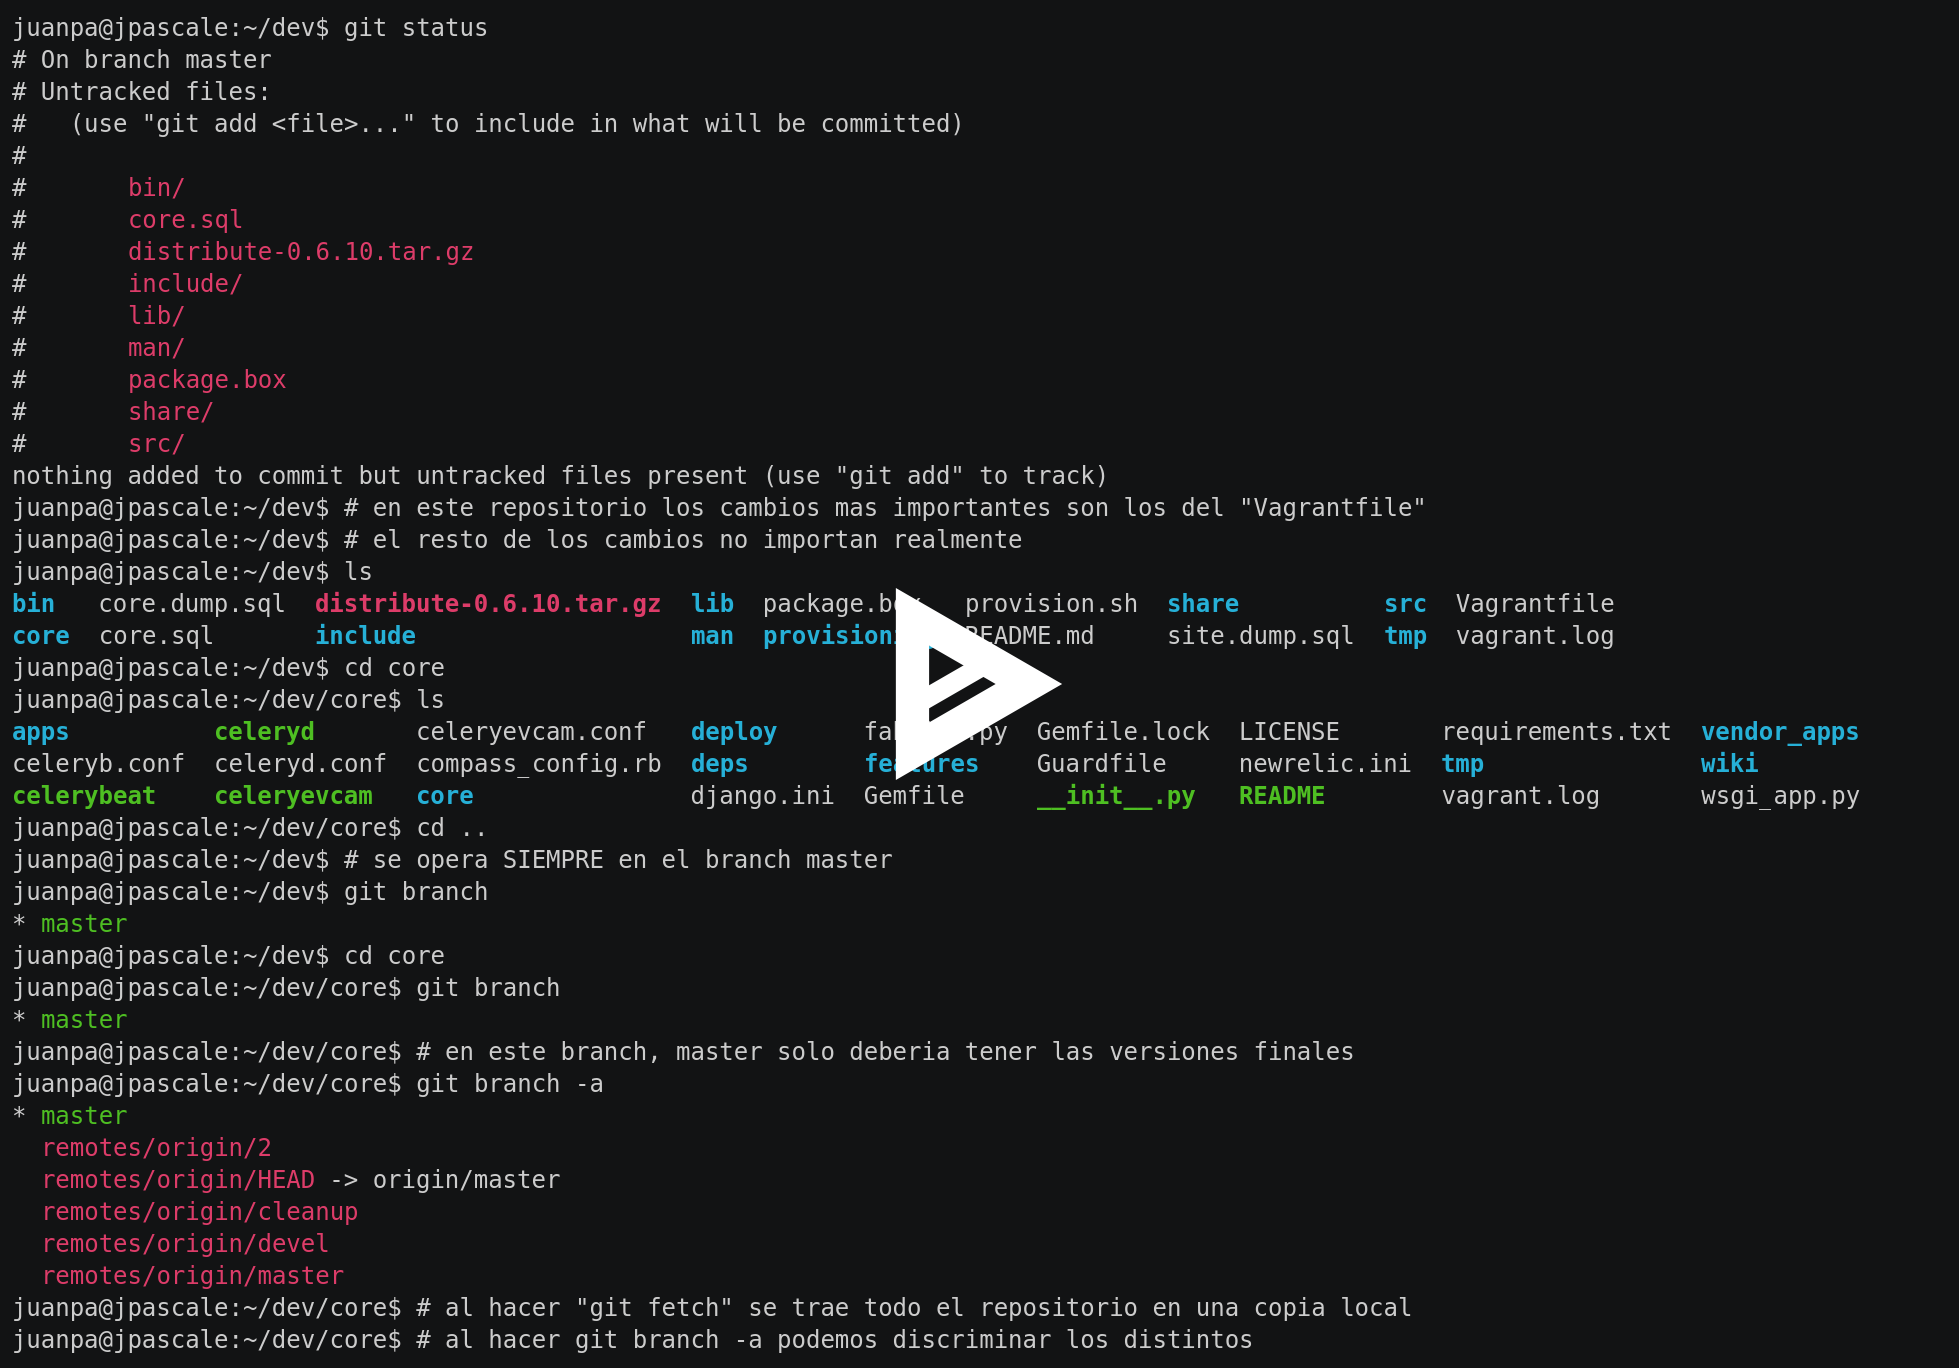 juanpa@jpascale:~/dev$ git status
# On branch master
# Untracked files:
#   (use "git add <file>..." to include in what will be committed)
#
#       bin/
#       core.sql
#       distribute-0.6.10.tar.gz
#       include/
#       lib/
#       man/
#       package.box
#       share/
#       src/
nothing added to commit but untracked files present (use "git add" to track)
juanpa@jpascale:~/dev$ # en este repositorio los cambios mas importantes son los del "Vagrantfile"
juanpa@jpascale:~/dev$ # el resto de los cambios no importan realmente
juanpa@jpascale:~/dev$ ls
bin   core.dump.sql  distribute-0.6.10.tar.gz  lib  package.box   provision.sh  share          src  Vagrantfile
core  core.sql       include                   man  README.md     site.dump.sql  tmp  vagrant.log
juanpa@jpascale:~/dev$ cd core
juanpa@jpascale:~/dev/core$ ls
apps          celeryd       celeryevcam.conf   deploy      Gemfile.lock  LICENSE       requirements.txt  vendor_apps
celeryb.conf  celeryd.conf  compass_config.rb  deps        features    Guardfile     newrelic.ini  tmp               wiki
celerybeat    celeryevcam   core               django.ini  Gemfile     __init__.py   README        vagrant.log       wsgi_app.py
juanpa@jpascale:~/dev/core$ cd ..
juanpa@jpascale:~/dev$ # se opera SIEMPRE en el branch master
juanpa@jpascale:~/dev$ git branch
* master
juanpa@jpascale:~/dev$ cd core
juanpa@jpascale:~/dev/core$ git branch
* master
juanpa@jpascale:~/dev/core$ # en este branch, master solo deberia tener las versiones finales
juanpa@jpascale:~/dev/core$ git branch -a
* master
  remotes/origin/2
  remotes/origin/HEAD -> origin/master
  remotes/origin/cleanup
  remotes/origin/devel
  remotes/origin/master
juanpa@jpascale:~/dev/core$ # al hacer "git fetch" se trae todo el repositorio en una copia local
juanpa@jpascale:~/dev/core$ # al hacer git branch -a podemos discriminar los distintos